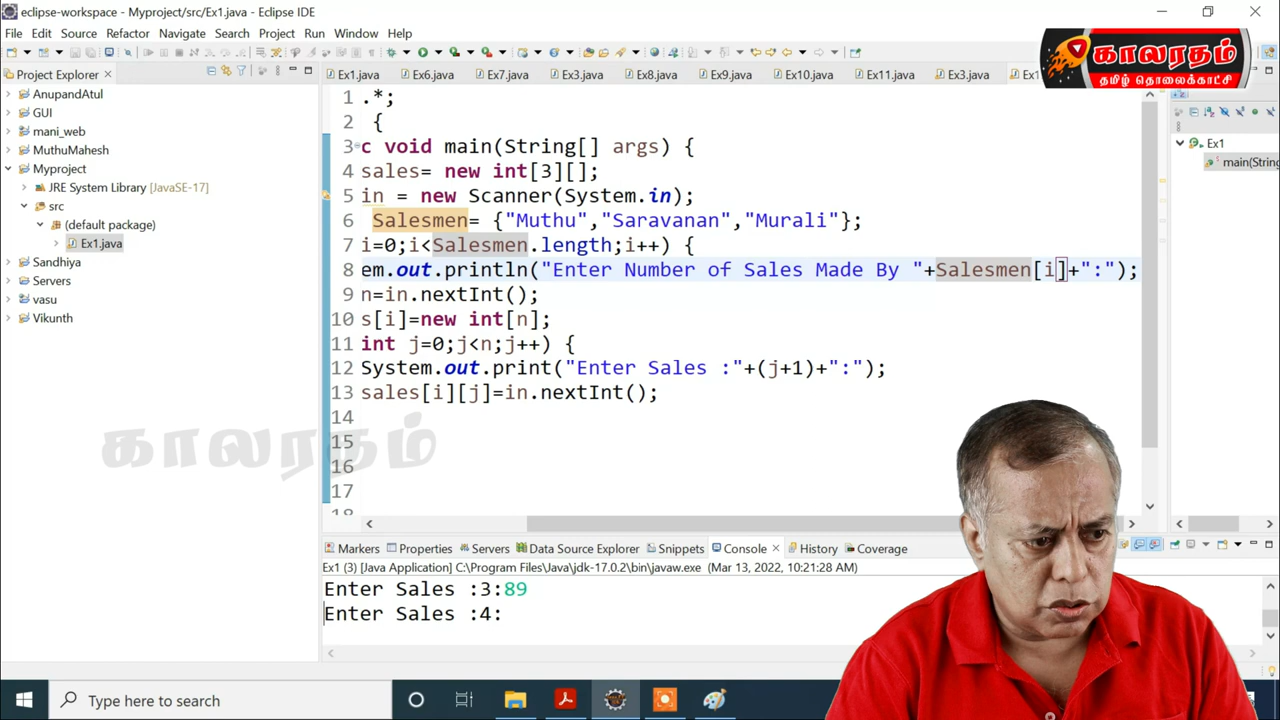 eclipse-workspace - Myproject/src/Ex1.java - Eclipse IDE
File Edit Source Refactor Navigate Search Project Run Window Help
காலரதம்
தமிழ் தொலைக்காட்சி
Project Explorer
Ex1.java Ex6.java Ex7.java Ex3.java Ex8.java Ex9.java Ex10.java Ex11.java Ex3.java
AnupandAtul
GUI
mani_web
MuthuMahesh
Myproject
JRE System Library [JavaSE-17]
src
(default package)
Ex1.java
Sandhiya
Servers
vasu
Vikunth
1 .*;
2 {
3 c void main(String[] args) {
4 sales= new int[3][];
5 in = new Scanner(System.in);
6 Salesmen= {"Muthu","Saravanan","Murali"};
7 i=0;i<Salesmen.length;i++) {
8 em.out.println("Enter Number of Sales Made By "+Salesmen[i]+":");
9 n=in.nextInt();
10 s[i]=new int[n];
11 int j=0;j<n;j++) {
12 System.out.print("Enter Sales :"+(j+1)+":");
13 sales[i][j]=in.nextInt();
14
15
16
17
18
Ex1
main(String
காலரதம்
Markers Properties Servers Data Source Explorer Snippets Console History Coverage
Ex1 (3) [Java Application] C:\Program Files\Java\jdk-17.0.2\bin\javaw.exe (Mar 13, 2022, 10:21:28 AM)
Enter Sales :3:89
Enter Sales :4:
Type here to search